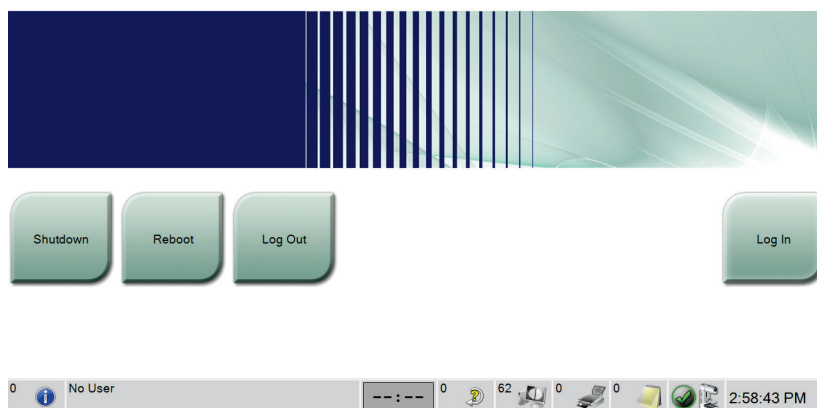 Shutdown
Reboot
Log Out
Log In
0 No User --:-- 0 62 0 0 2:58:43 PM